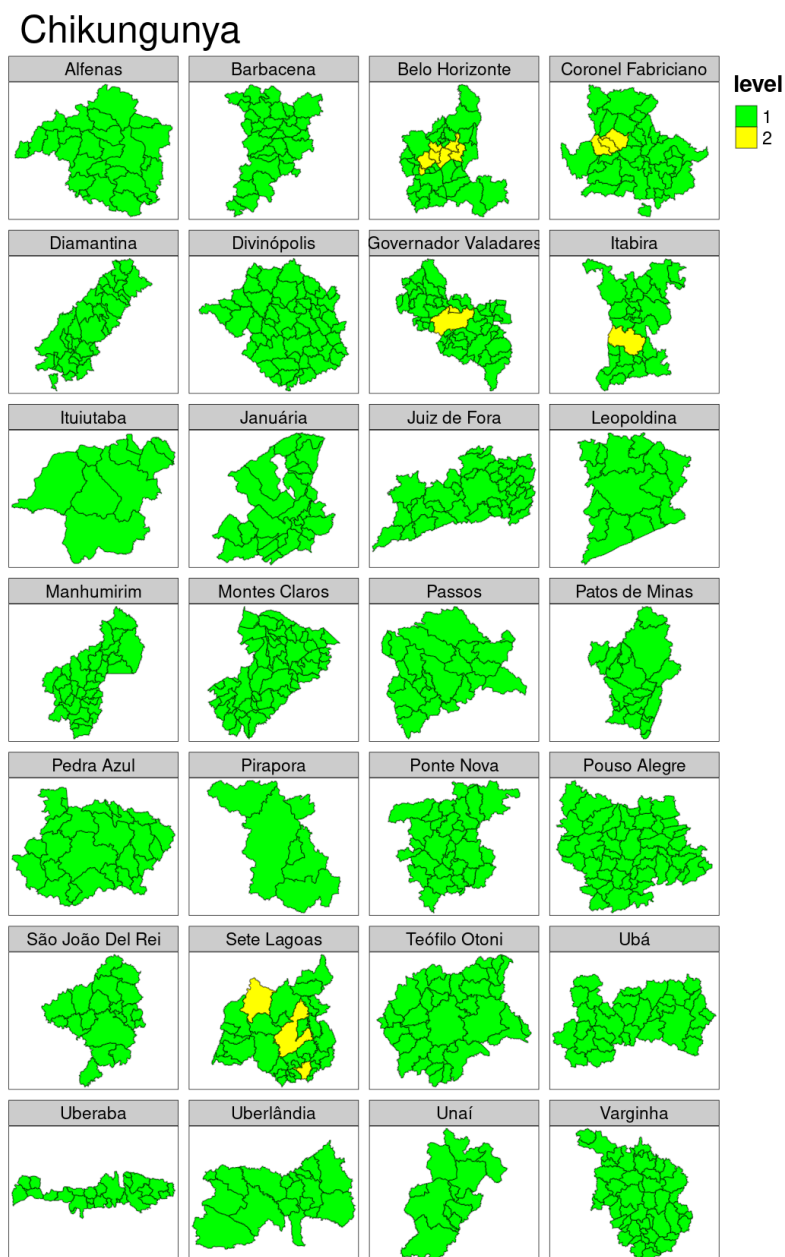 Chikungunya
Alfenas
Barbacena
Belo Horizonte
Coronel Fabriciano
level
1
2
Diamantina
Divinópolis
Governador Valadares
Itabira
Ituiutaba
Januária
Juiz de Fora
Leopoldina
Manhumirim
Montes Claros
Passos
Patos de Minas
Pedra Azul
Pirapora
Ponte Nova
Pouso Alegre
São João Del Rei
Sete Lagoas
Teófilo Otoni
Ubá
Uberaba
Uberlândia
Unaí
Varginha